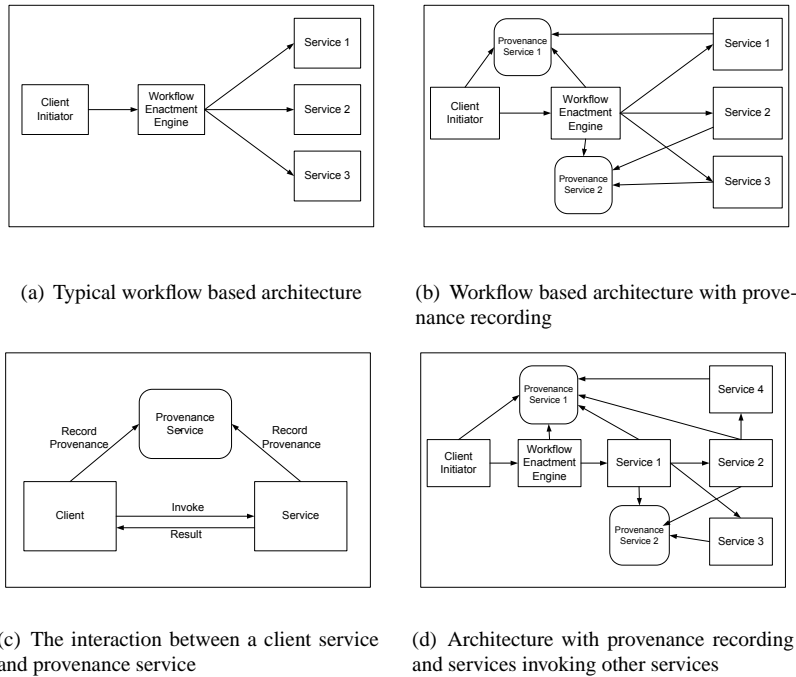 Client
Initiator
Workflow
Enactment
Engine
Service 1
Service 2
Service 3
(a) Typical workflow based architecture
Provenance
Service 1
Client
Initiator
Workflow
Enactment
Engine
Provenance
Service 2
Service 1
Service 2
Service 3
(b) Workflow based architecture with prove-
nance recording
Provenance
Service
Record
Provenance
Record
Provenance
Client
Invoke
Result
Service
(c) The interaction between a client service
and provenance service
Provenance
Service 1
Service 4
Client
Initiator
Workflow
Enactment
Engine
Service 1
Service 2
Provenance
Service 2
Service 3
(d) Architecture with provenance recording
and services invoking other services